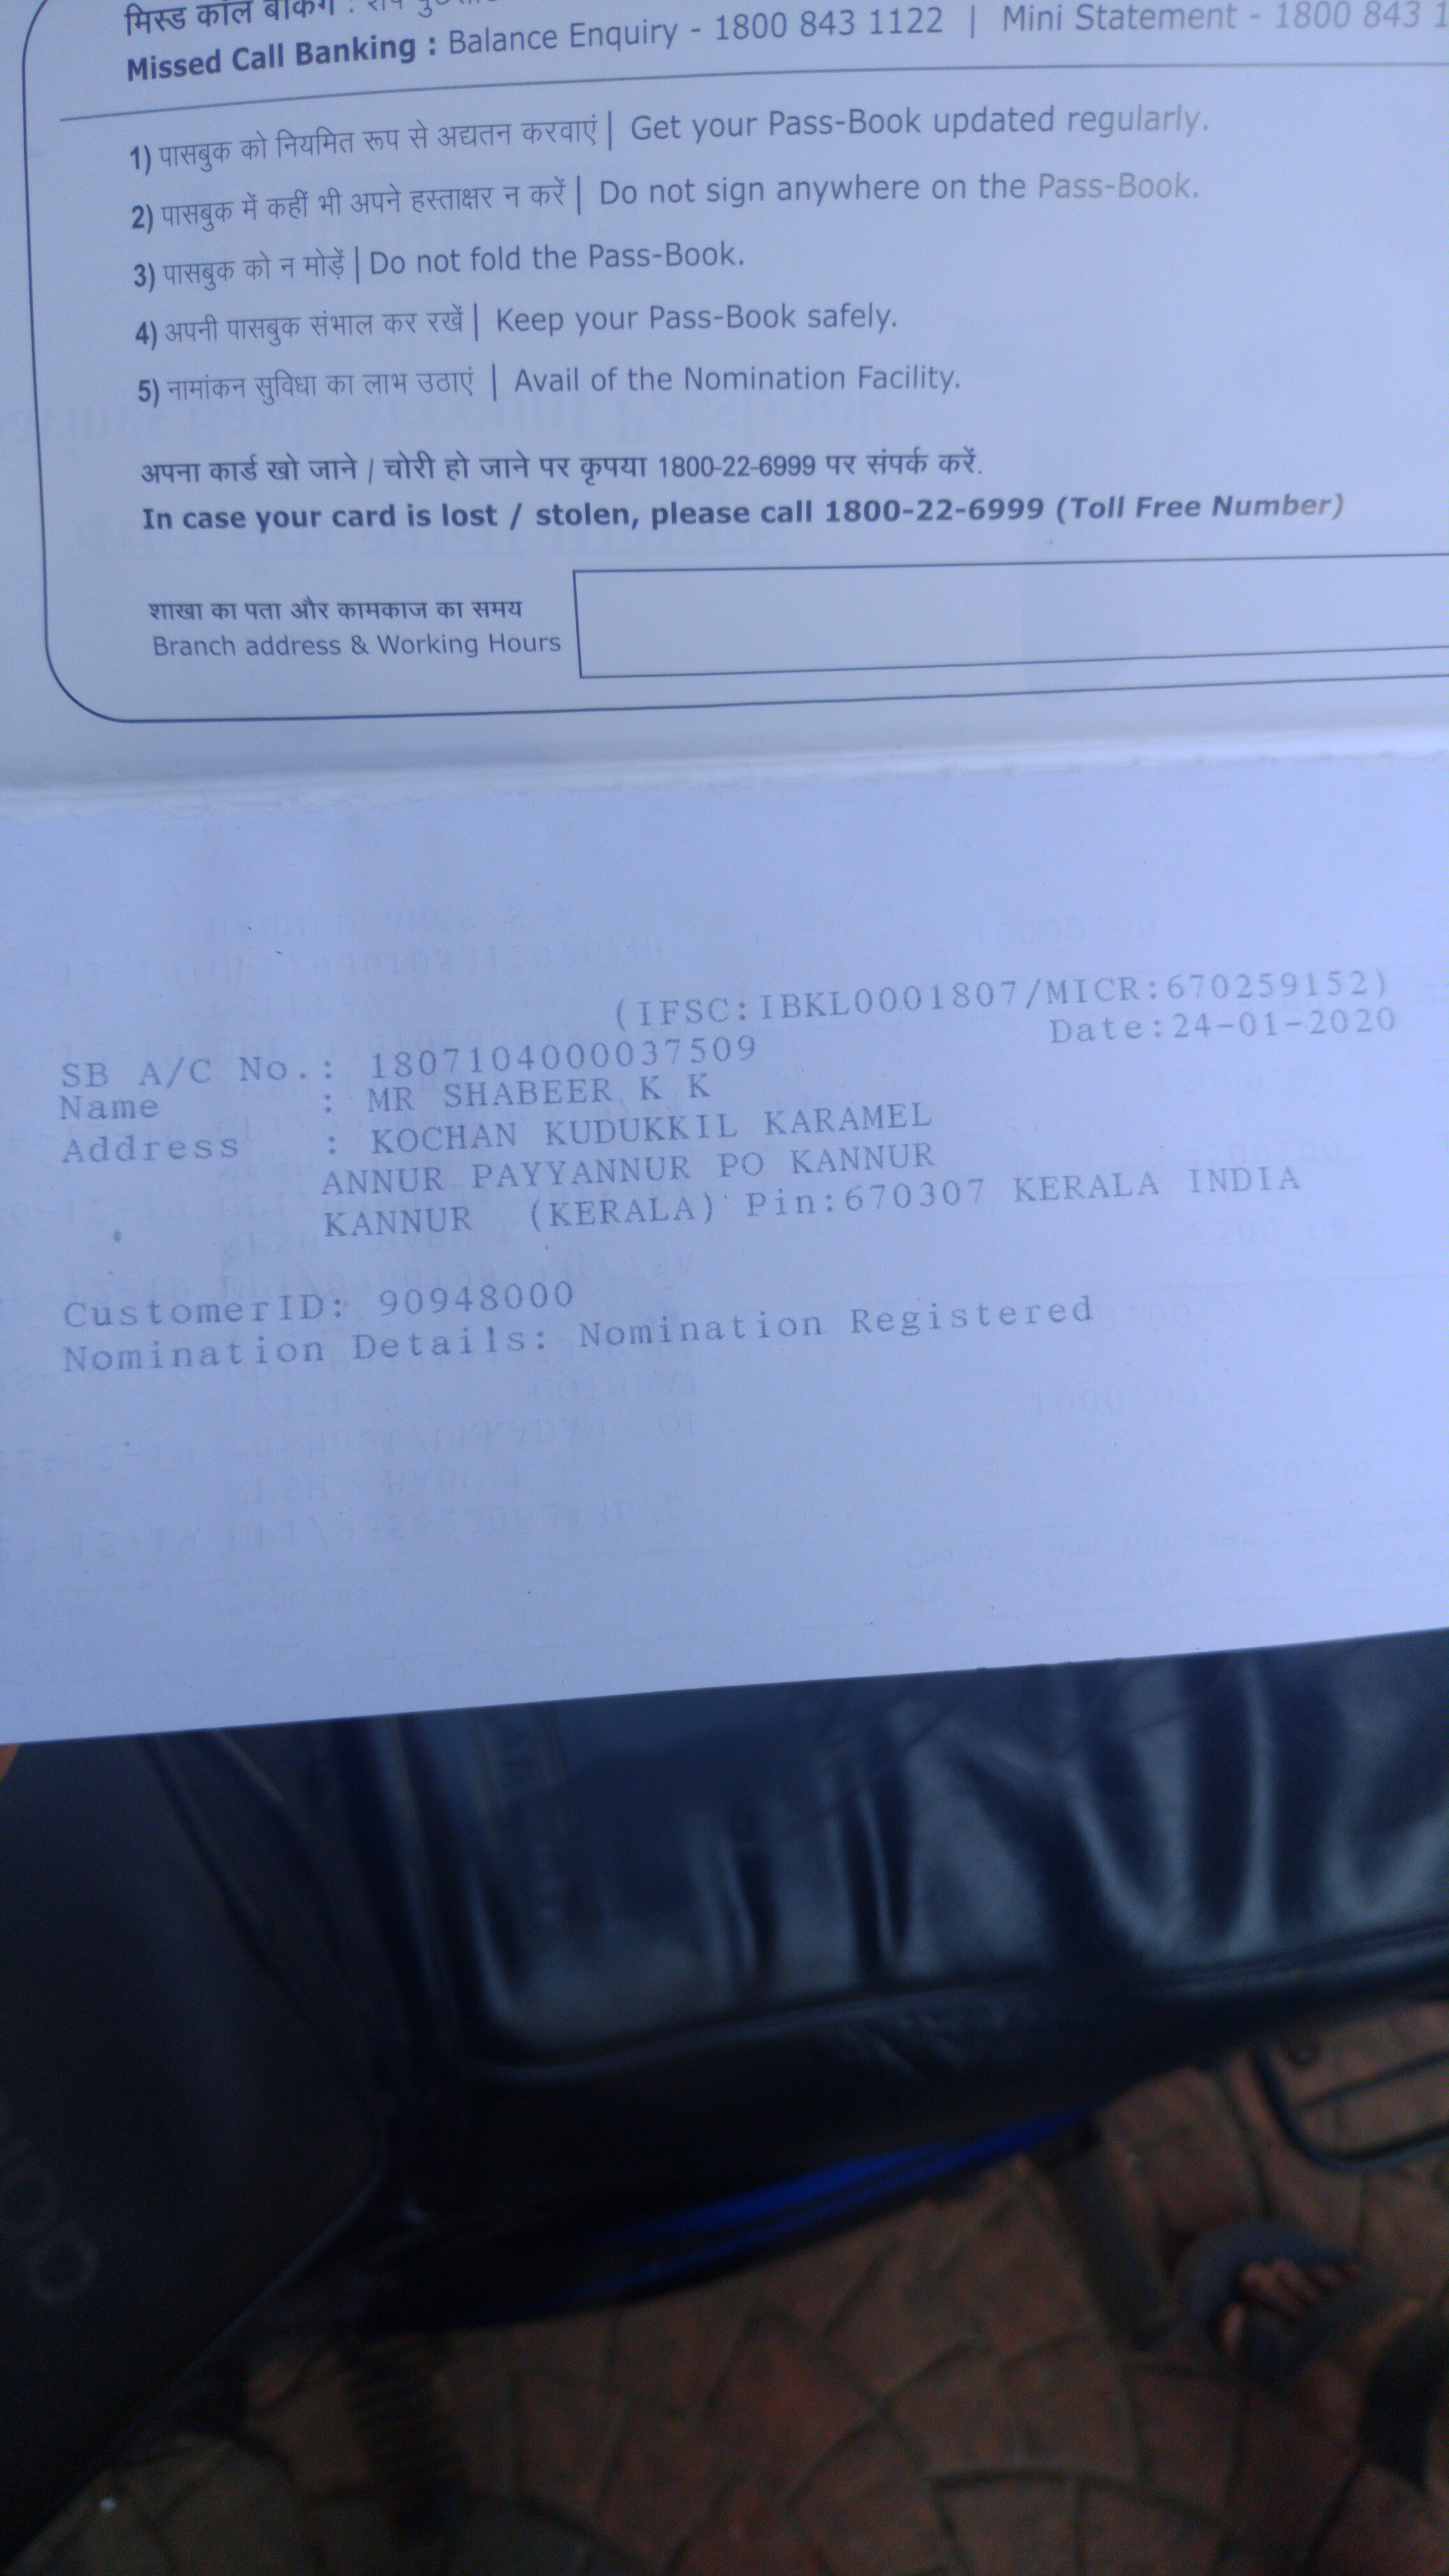 मिस्ड कॉल बैंकिंग :
Missed Call Banking : Balance Enquiry - 1800 843 1122 | Mini Statement - 1800 843 1
1) पासबुक को नियमित रूप से अद्यतन करवाएं | Get your Pass-Book updated regularly.
2) पासबुक में कहीं भी अपने हस्ताक्षर न करें | Do not sign anywhere on the Pass-Book.
3) पासबुक को न मोड़ें | Do not fold the Pass-Book.
4) अपनी पासबुक संभाल कर रखें | Keep your Pass-Book safely.
5) नामांकन सुविधा का लाभ उठाएं | Avail of the Nomination Facility.
अपना कार्ड खो जाने / चोरी हो जाने पर कृपया 1800-22-6999 पर संपर्क करें.
In case your card is lost / stolen, please call 1800-22-6999 (Toll Free Number)
शाखा का पता और कामकाज का समय
Branch address & Working Hours
(IFSC:IBKL0001807/MICR:670259152)
Date:24-01-2020
SB A/C No.: 1807104000037509
Name : MR SHABEER K K
Address : KOCHAN KUDUKKIL KARAMEL
ANNUR PAYYANNUR PO KANNUR
KANNUR (KERALA) Pin:670307 KERALA INDIA
CustomerID: 90948000
Nomination Details: Nomination Registered